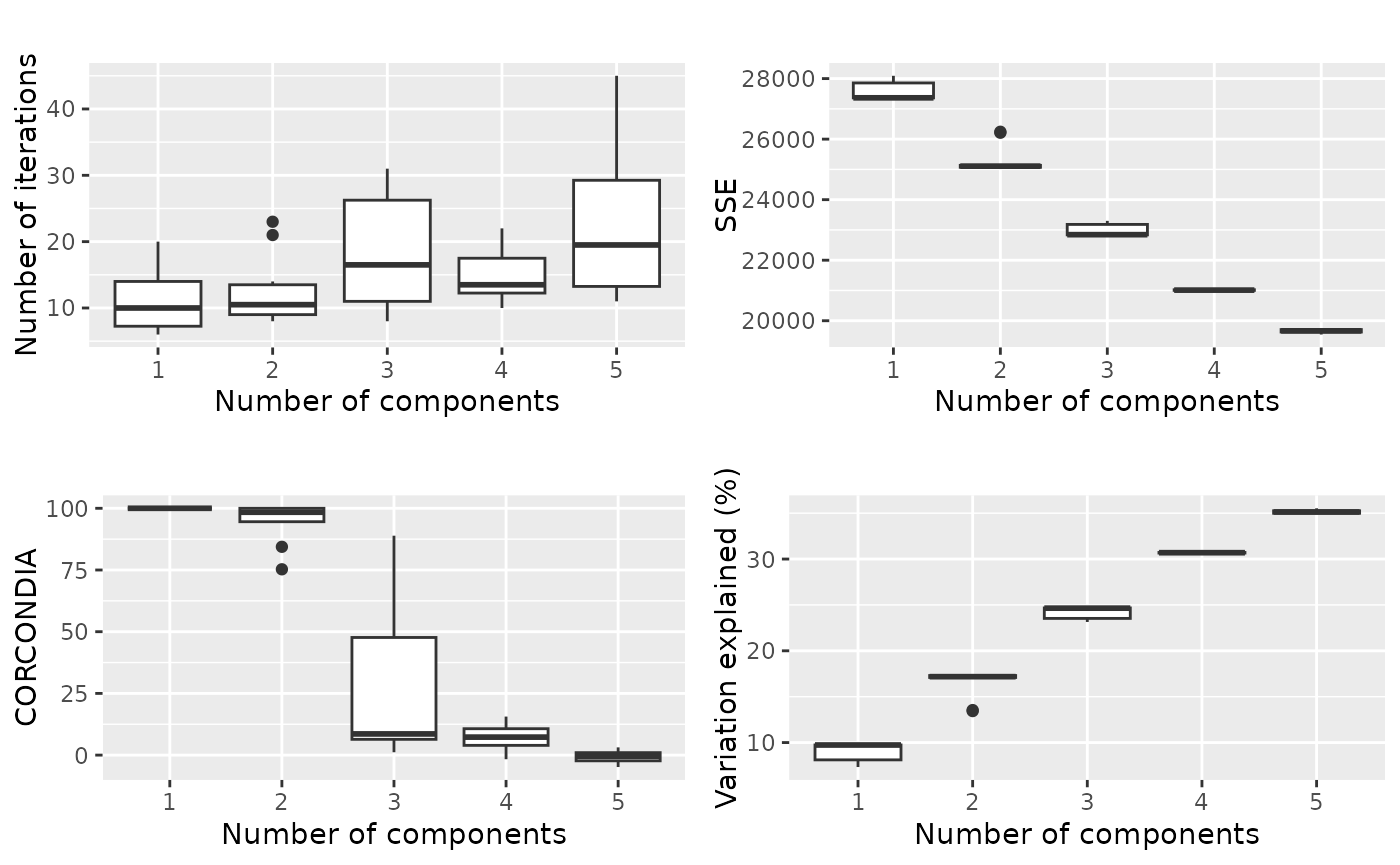 Number of iterations
40
30
20
10
1 2 3 4 5
Number of components
SSE
28000
26000
24000
22000
20000
1 2 3 4 5
Number of components
CORCONDIA
100
75
50
25
0
1 2 3 4 5
Number of components
Variation explained (%)
30
20
10
1 2 3 4 5
Number of components